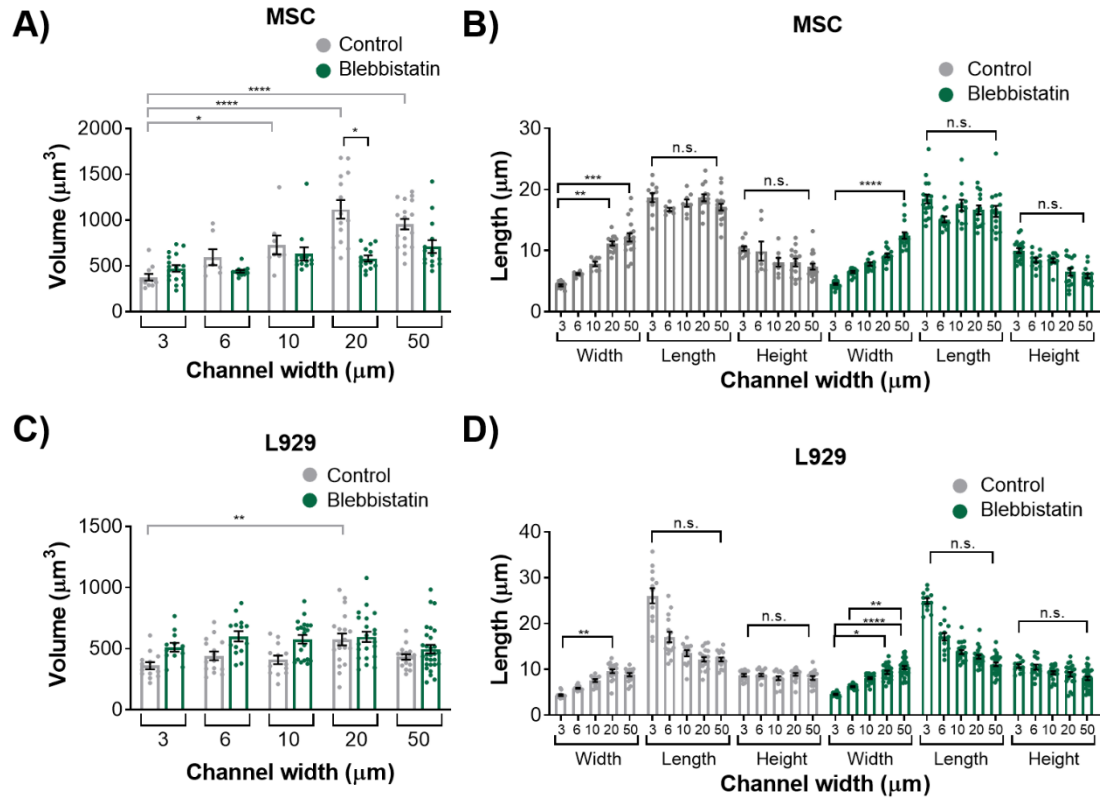 A)
MSC
Control
Blebbistatin
****
****
*
*
Volume (μm³)
2000
1500
1000
500
0
3 6 10 20 50
Channel width (μm)
B)
MSC
Control
Blebbistatin
n.s.
n.s.
n.s.
n.s.
***
**
****
Length (μm)
30
20
10
0
3 6 10 20 50 3 6 10 20 50 3 6 10 20 50 3 6 10 20 50 3 6 10 20 50 3 6 10 20 50
Width Length Height Width Length Height
Channel width (μm)
C)
L929
Control
Blebbistatin
**
Volume (μm³)
1500
1000
500
0
3 6 10 20 50
Channel width (μm)
D)
L929
Control
Blebbistatin
n.s.
n.s.
n.s.
n.s.
**
**
****
*
Length (μm)
40
30
20
10
0
3 6 10 20 50 3 6 10 20 50 3 6 10 20 50 3 6 10 20 50 3 6 10 20 50 3 6 10 20 50
Width Length Height Width Length Height
Channel width (μm)